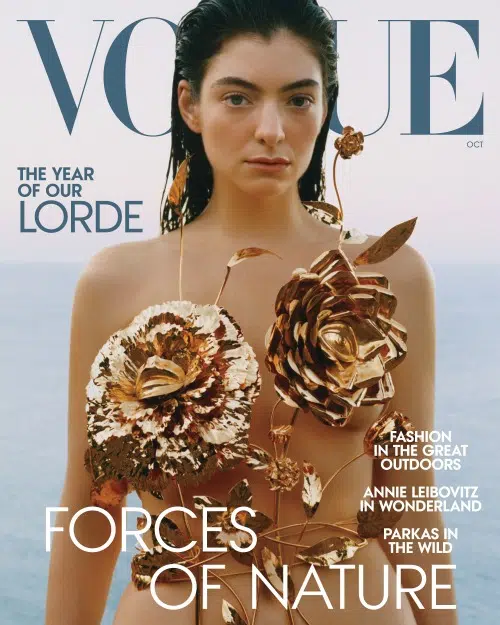 VOGUE
OCT
THE YEAR
OF OUR
LORDE
FASHION
IN THE GREAT
OUTDOORS
ANNIE LEIBOVITZ
IN WONDERLAND
PARKAS IN
THE WILD
FORCES
OF NATURE